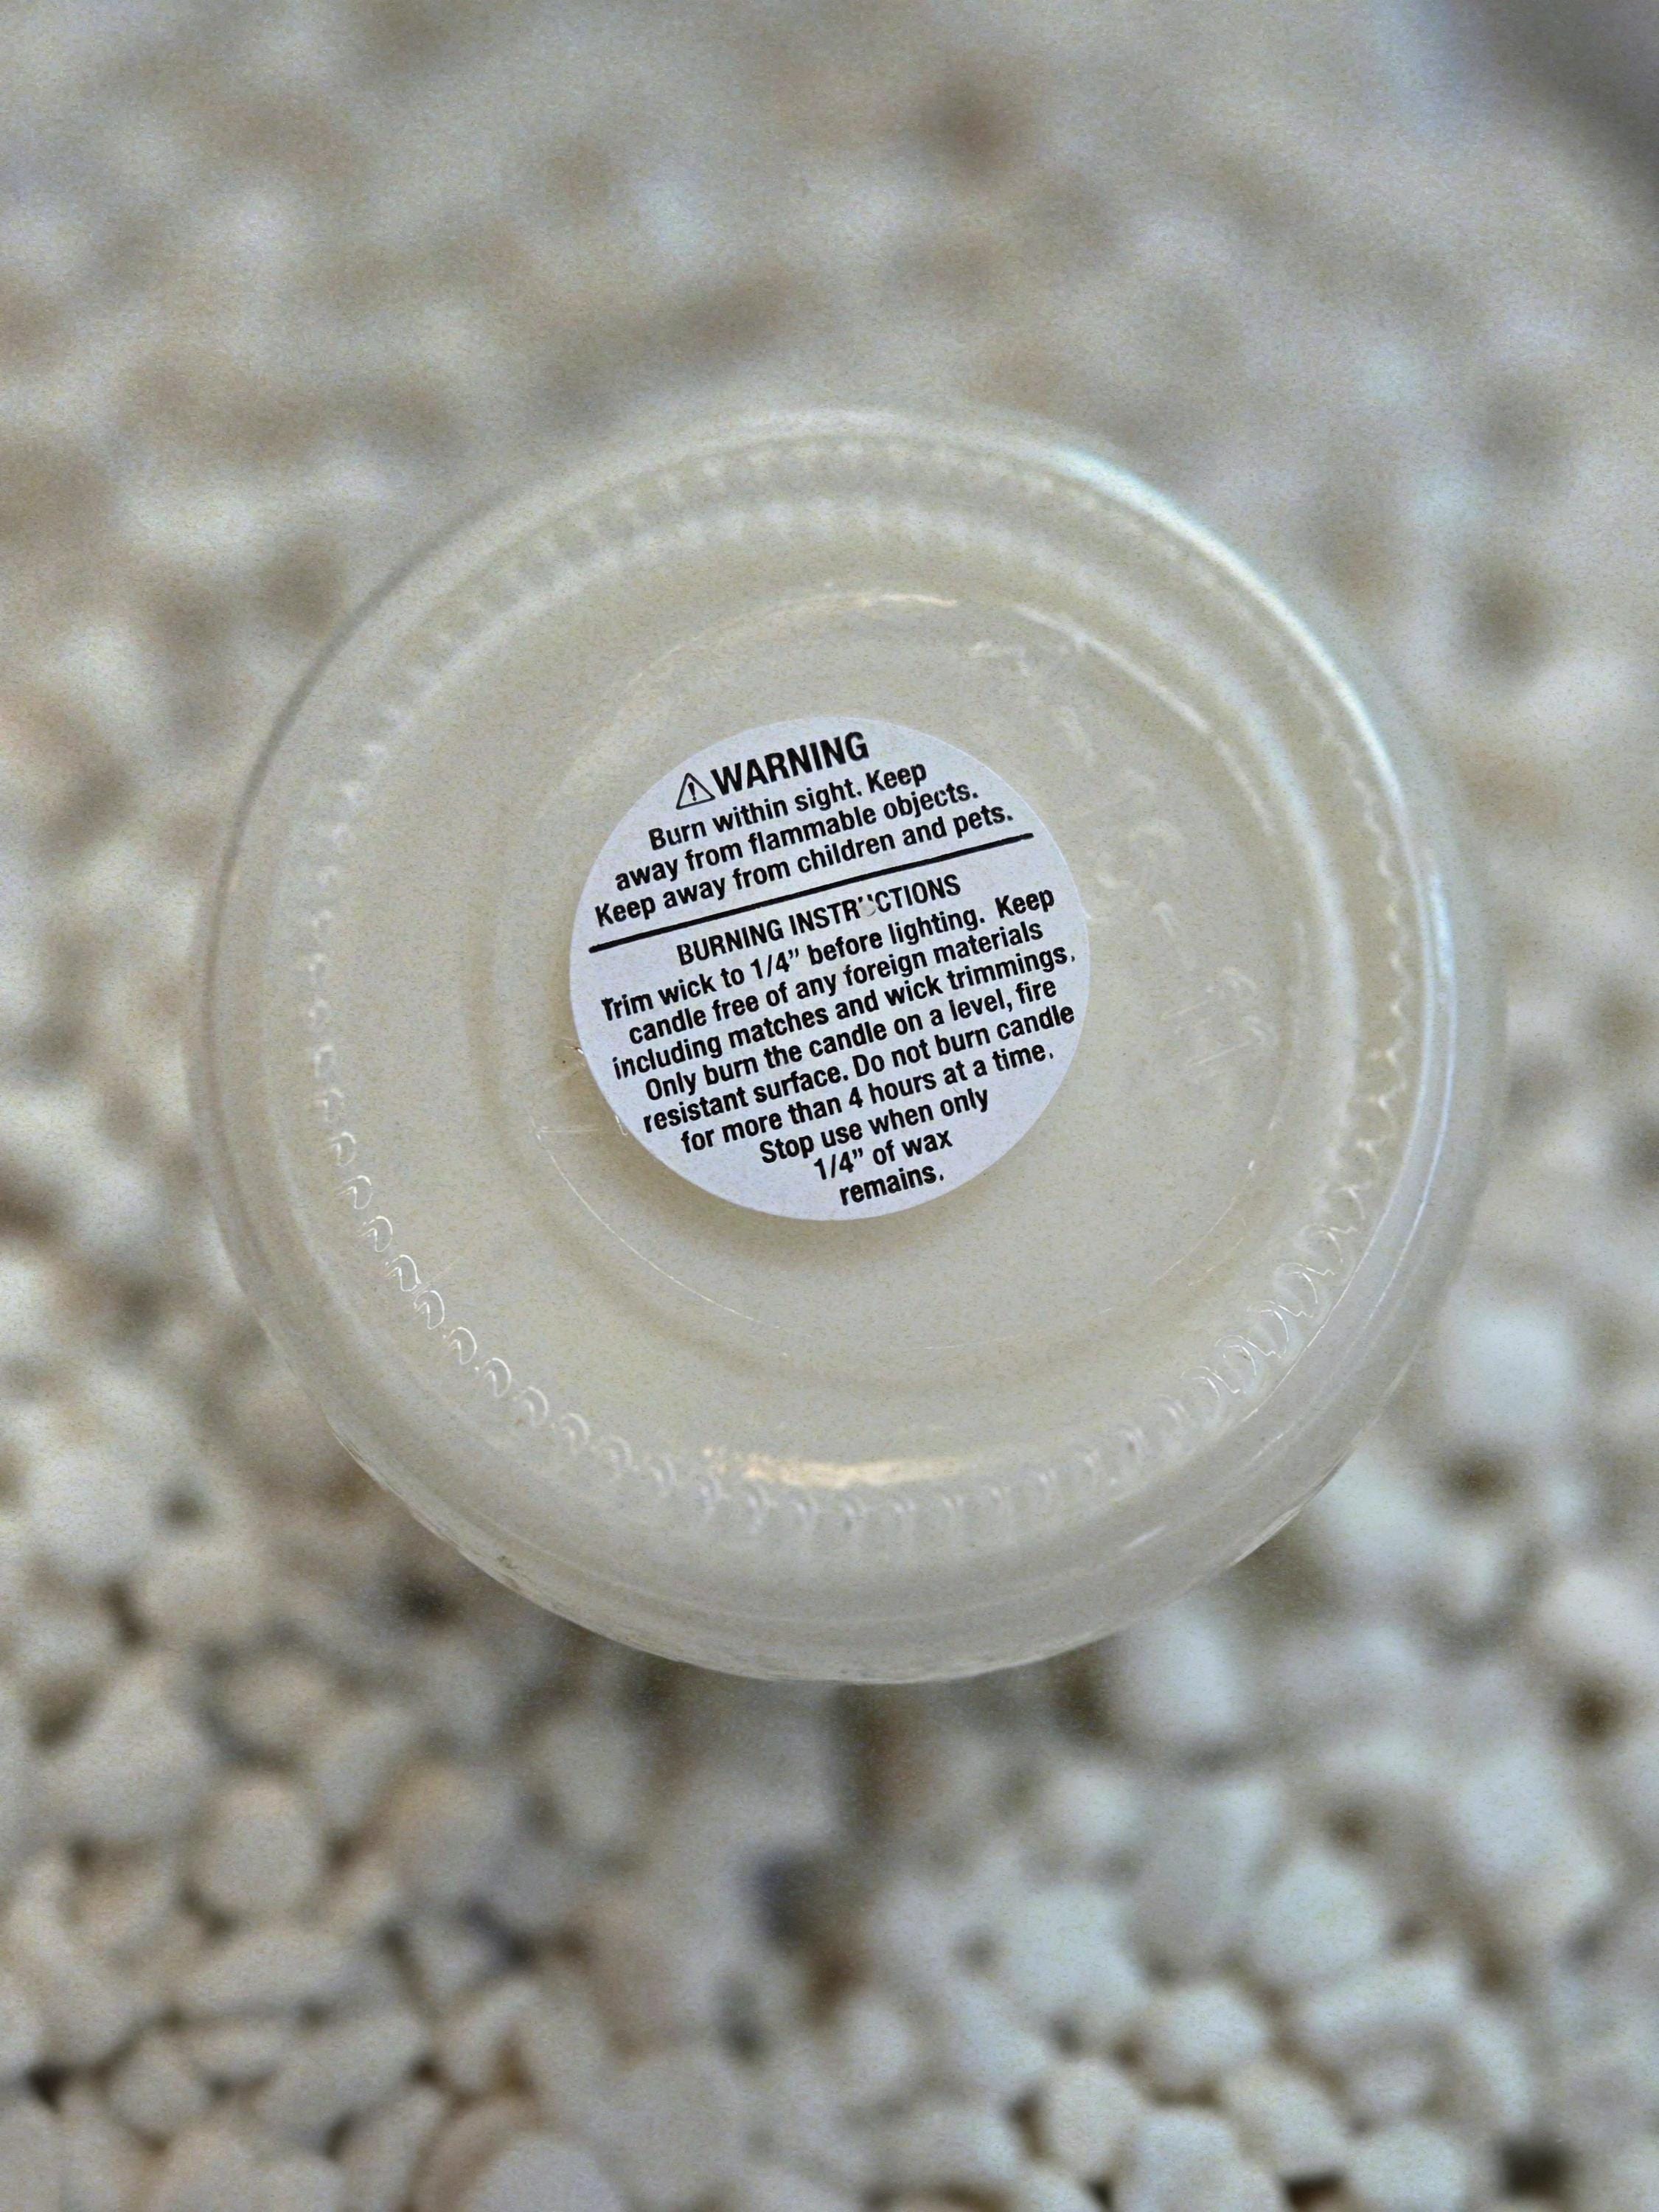 ⚠WARNING
Burn within sight. Keep
away from flammable objects.
Keep away from children and pets.
BURNING INSTRUCTIONS
Trim wick to 1/4” before lighting. Keep
candle free of any foreign materials
including matches and wick trimmings.
Only burn the candle on a level, fire
resistant surface. Do not burn candle
for more than 4 hours at a time.
Stop use when only
1/4” of wax
remains.